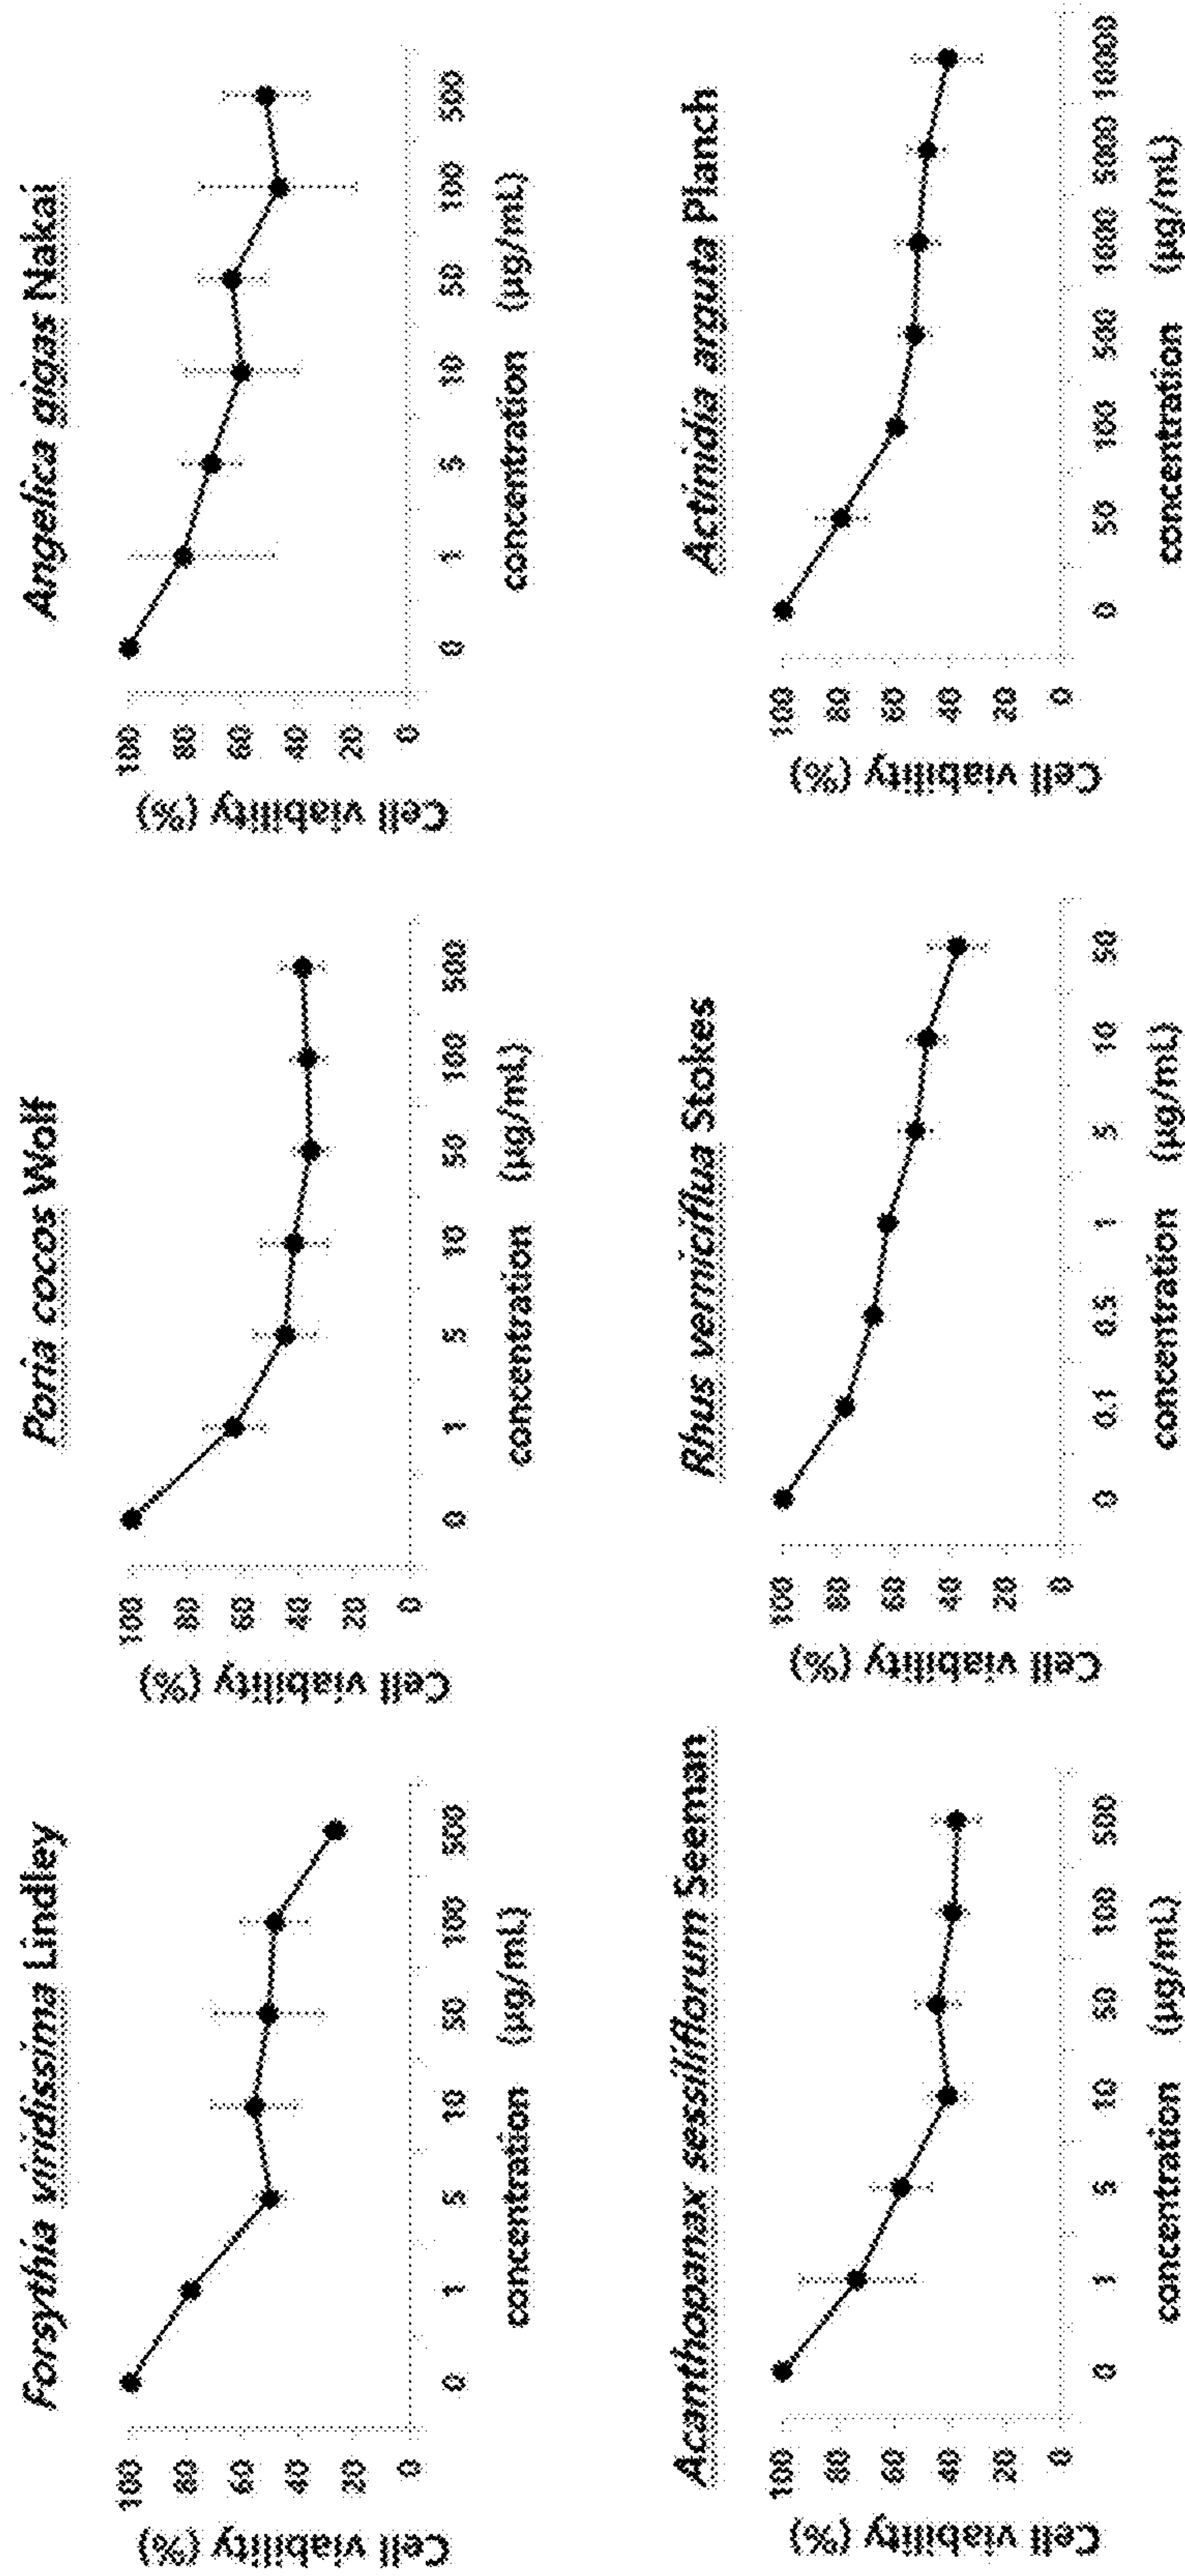 Forsythia viridissima Lindley
Cell viability (%)
100
80
60
40
20
0
0 1 5 10 50 100 500
concentration (µg/mL)
Poria cocos Wolf
Cell viability (%)
100
80
60
40
20
0
0 1 5 10 50 100 500
concentration (µg/mL)
Angelica gigas Nakai
Cell viability (%)
100
80
60
40
20
0
0 1 5 10 50 100 500
concentration (µg/mL)
Acanthopanax sessiliflorum Seeman
Cell viability (%)
100
80
60
40
20
0
0 1 5 10 50 100 500
concentration (µg/mL)
Rhus verniciflua Stokes
Cell viability (%)
100
80
60
40
20
0
0 0.1 0.5 1 5 10 50
concentration (µg/mL)
Actinidia arguta Planch
Cell viability (%)
100
80
60
40
20
0
0 50 100 500 1000 5000 10000
concentration (µg/mL)